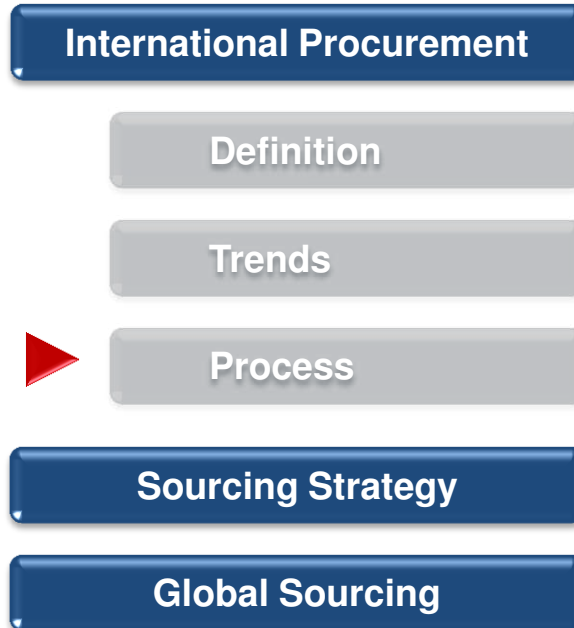 International Procurement
Definition
Trends
Process
Sourcing Strategy
Global Sourcing